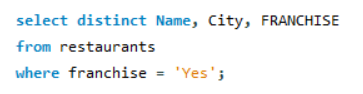 select distinct Name, City, FRANCHISE
from restaurants
where franchise = 'Yes';